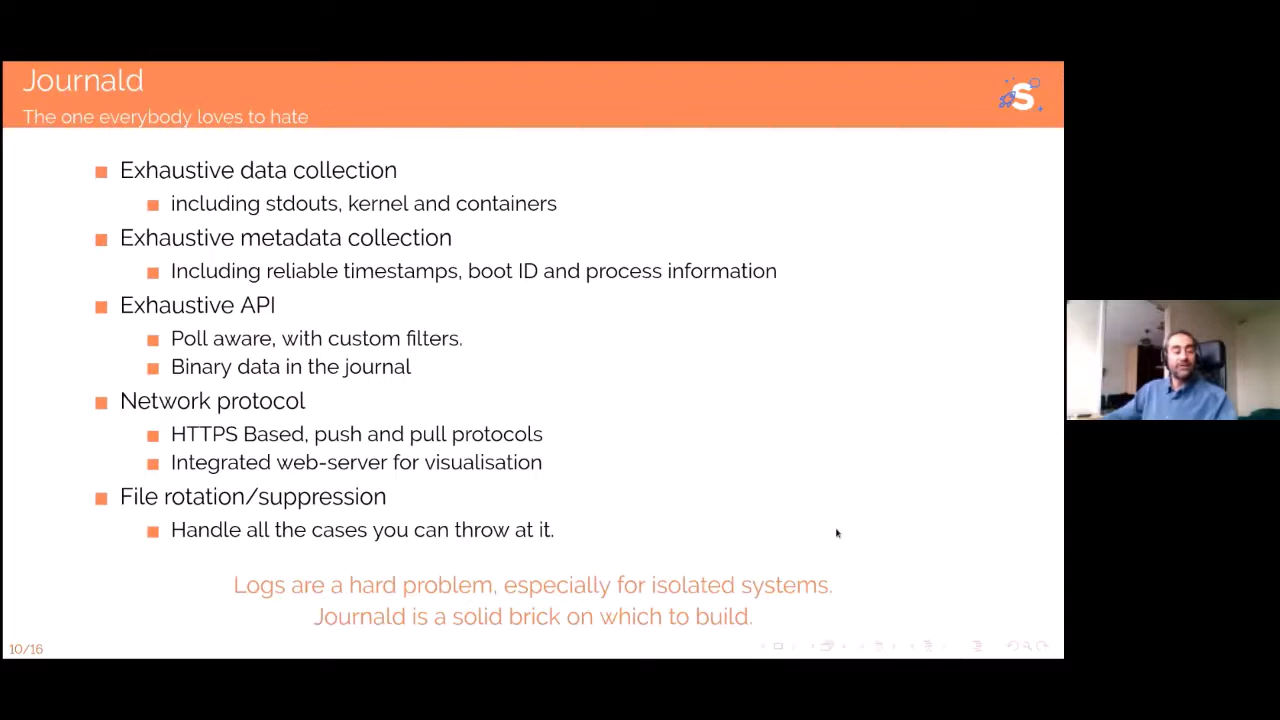 Journald
The one everybody loves to hate
S
Exhaustive data collection
including stdouts, kernel and containers
Exhaustive metadata collection
Including reliable timestamps, boot ID and process information
Exhaustive API
Poll aware, with custom filters.
Binary data in the journal
Network protocol
HTTPS Based, push and pull protocols
Integrated web-server for visualisation
File rotation/suppression
Handle all the cases you can throw at it.
Logs are a hard problem, especially for isolated systems.
Journald is a solid brick on which to build.
10/16